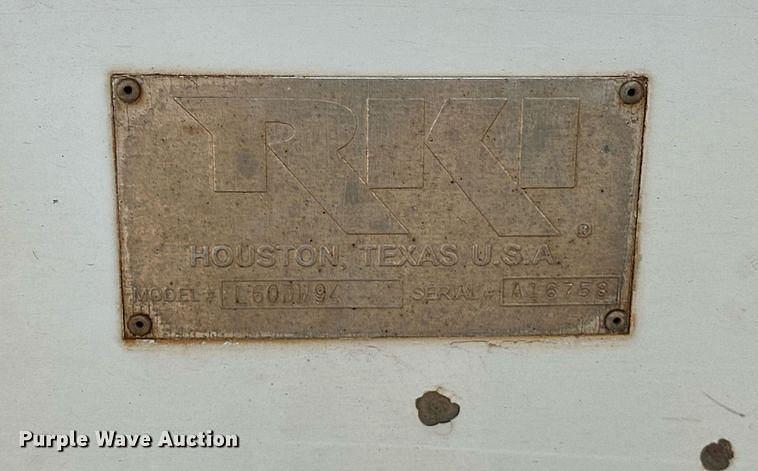 RKI ®
HOUSTON, TEXAS U.S.A.
MODEL # SERIAL # A16758
Purple Wave Auction